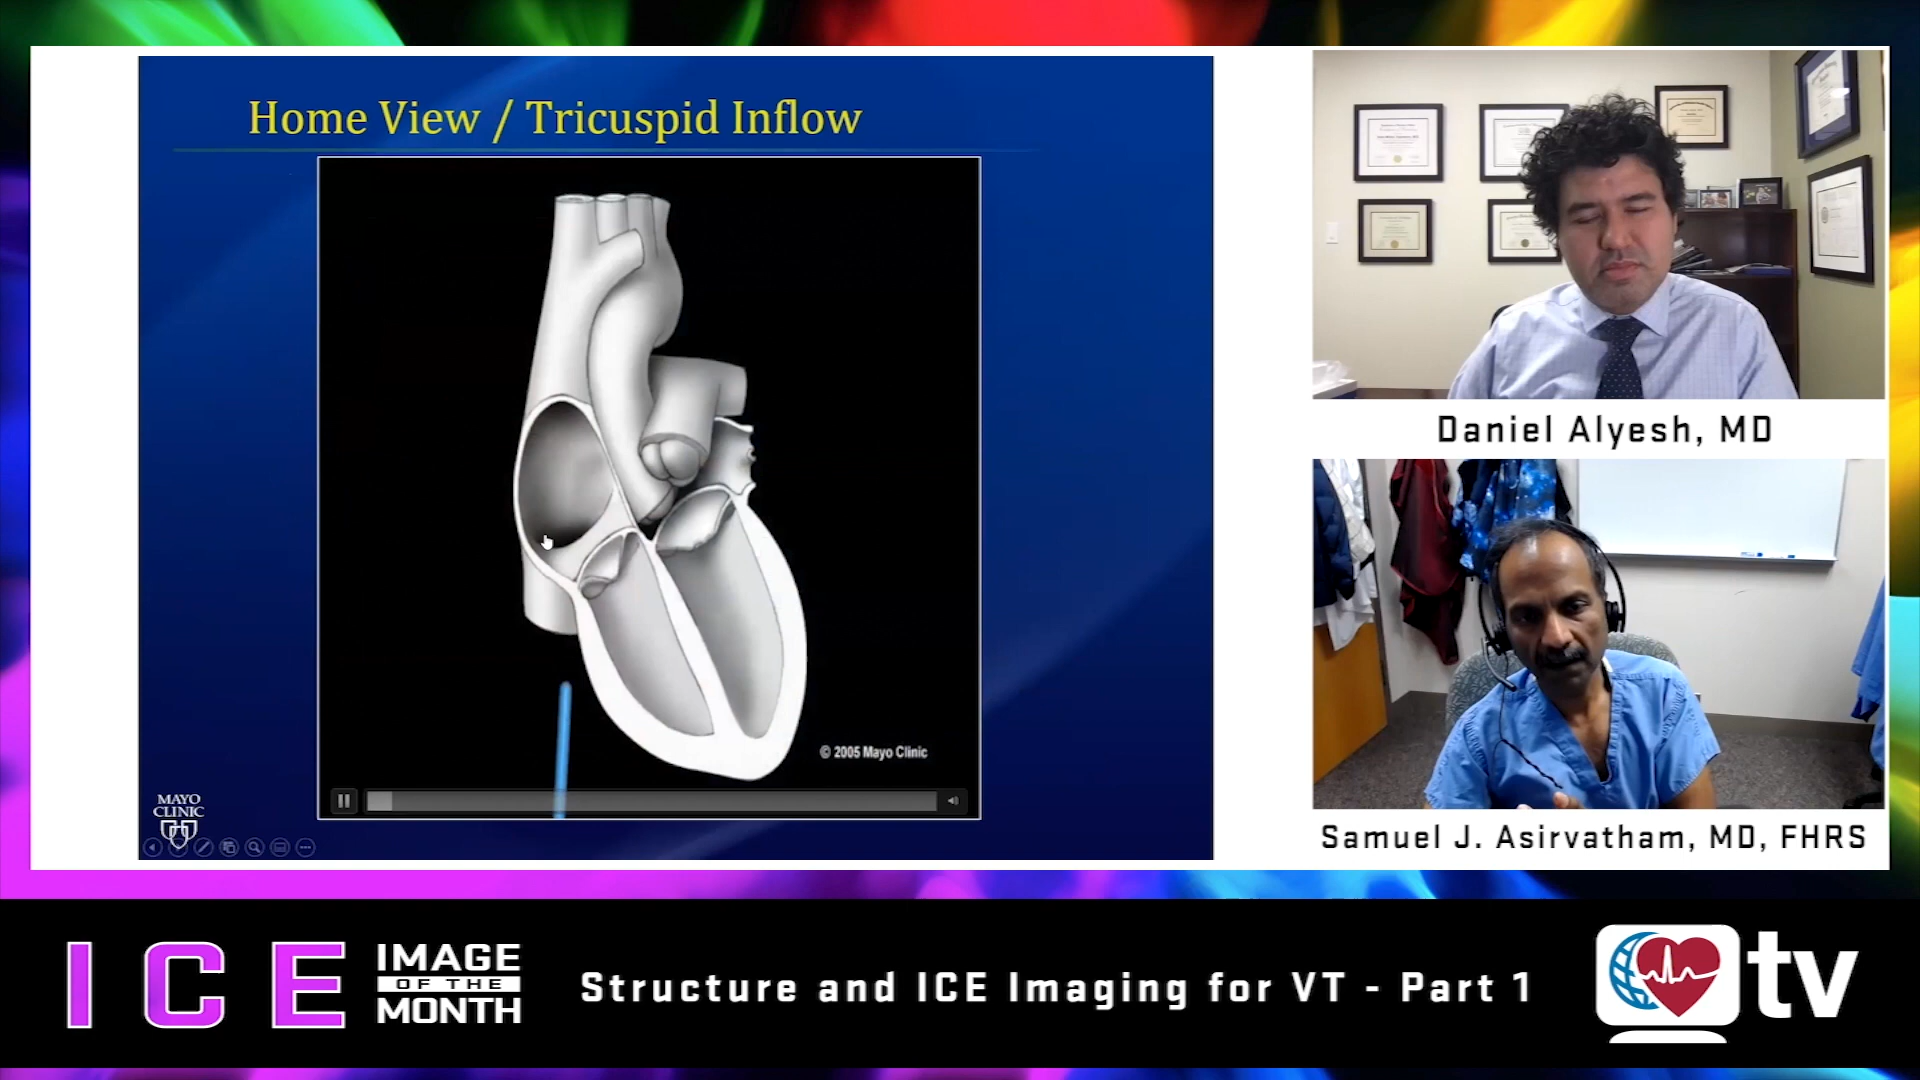 Home View / Tricuspid Inflow
© 2005 Mayo Clinic
MAYO
CLINIC
Daniel Alyesh, MD
Samuel J. Asirvatham, MD, FHRS
ICE
IMAGE
OF THE
MONTH
Structure and ICE Imaging for VT - Part 1
tv